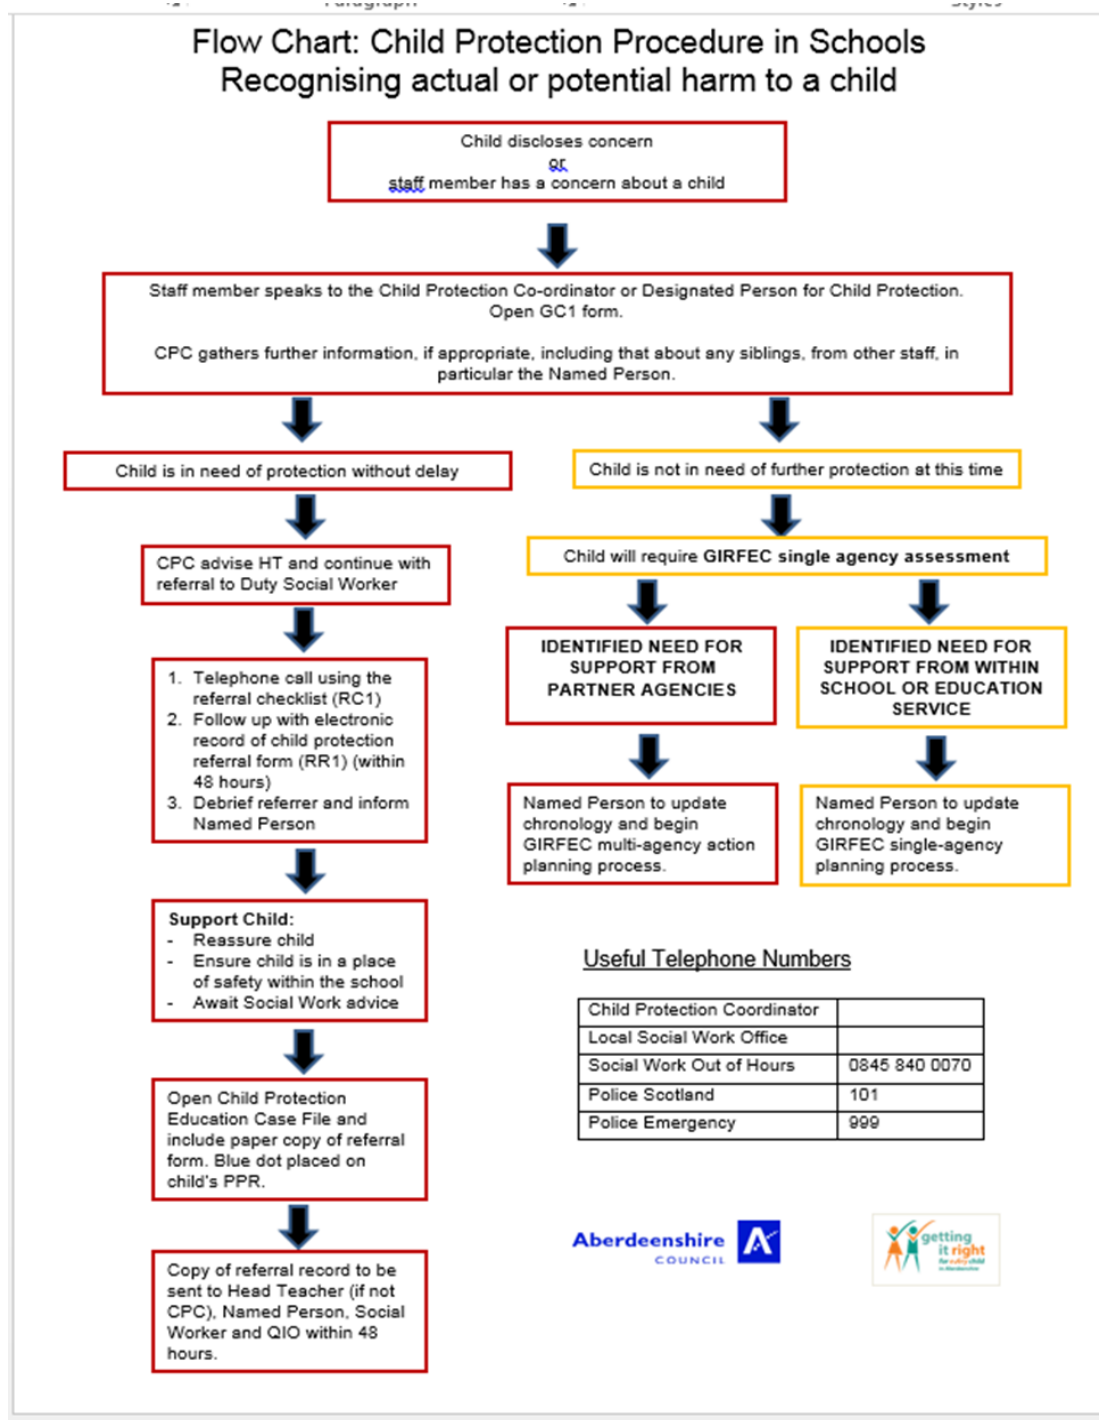 Paragraph
Styles
Flow Chart: Child Protection Procedure in Schools
Recognising actual or potential harm to a child
Child discloses concern
or
staff member has a concern about a child
Staff member speaks to the Child Protection Co-ordinator or Designated Person for Child Protection.
Open GC1 form.
CPC gathers further information, if appropriate, including that about any siblings, from other staff, in
particular the Named Person.
Child is in need of protection without delay
CPC advise HT and continue with
referral to Duty Social Worker
1. Telephone call using the
referral checklist (RC1)
2. Follow up with electronic
record of child protection
referral form (RR1) (within
48 hours)
3. Debrief referrer and inform
Named Person
Support Child:
- Reassure child
- Ensure child is in a place
of safety within the school
- Await Social Work advice
Open Child Protection
Education Case File and
include paper copy of referral
form. Blue dot placed on
child's PPR.
Copy of referral record to be
sent to Head Teacher (if not
CPC), Named Person, Social
Worker and QIO within 48
hours.
Child is not in need of further protection at this time
Child will require GIRFEC single agency assessment
IDENTIFIED NEED FOR
SUPPORT FROM
PARTNER AGENCIES
Named Person to update
chronology and begin
GIRFEC multi-agency action
planning process.
IDENTIFIED NEED FOR
SUPPORT FROM WITHIN
SCHOOL OR EDUCATION
SERVICE
Named Person to update
chronology and begin
GIRFEC single-agency
planning process.
Useful Telephone Numbers
Child Protection Coordinator
Local Social Work Office
Social Work Out of Hours 0845 840 0070
Police Scotland 101
Police Emergency 999
Aberdeenshire
COUNCIL
getting
it right
for every child
in Aberdeenshire